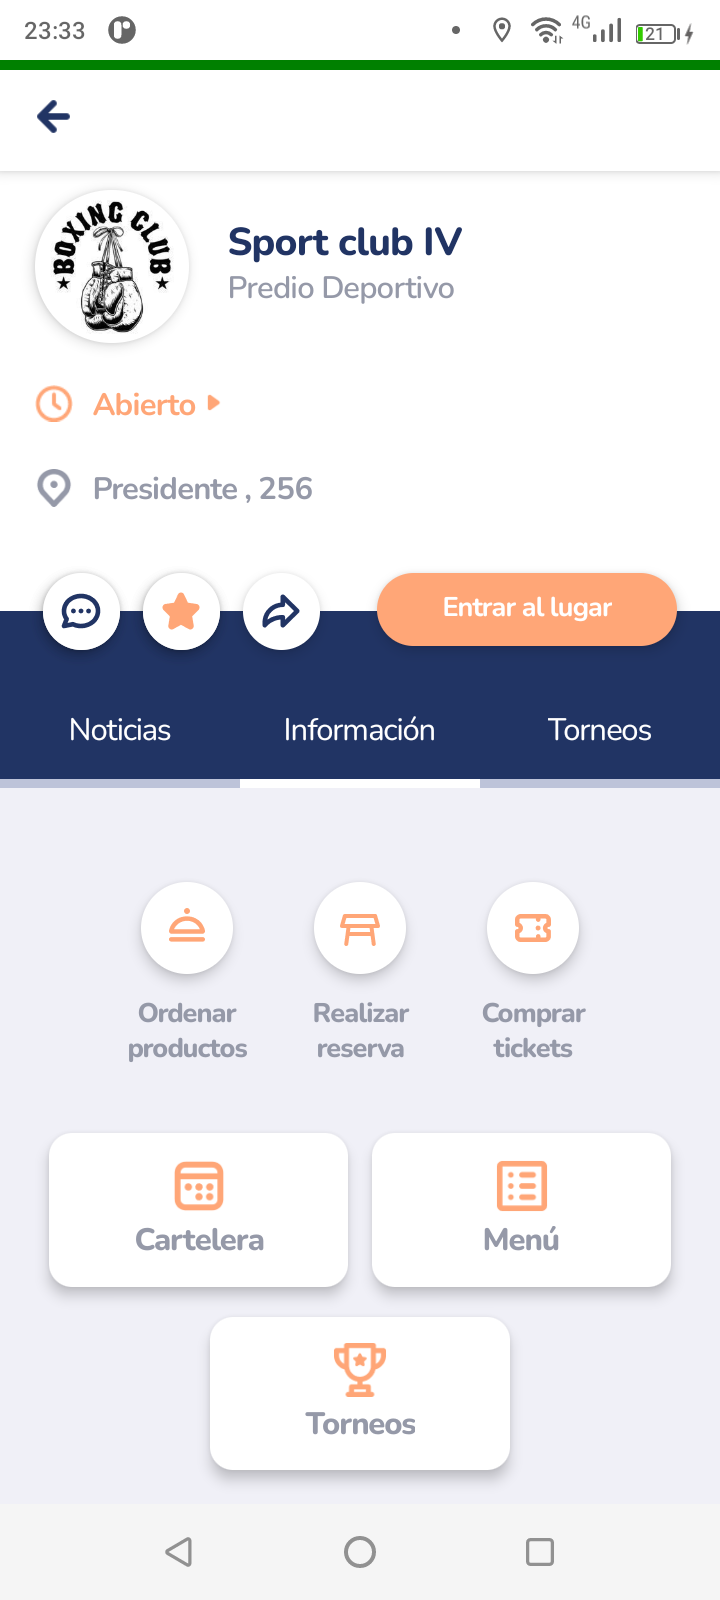 23:33
4G
21
BOXING CLUB
Sport club IV
Predio Deportivo
Abierto
Presidente , 256
Entrar al lugar
Noticias
Información
Torneos
Ordenar
productos
Realizar
reserva
Comprar
tickets
Cartelera
Menú
Torneos